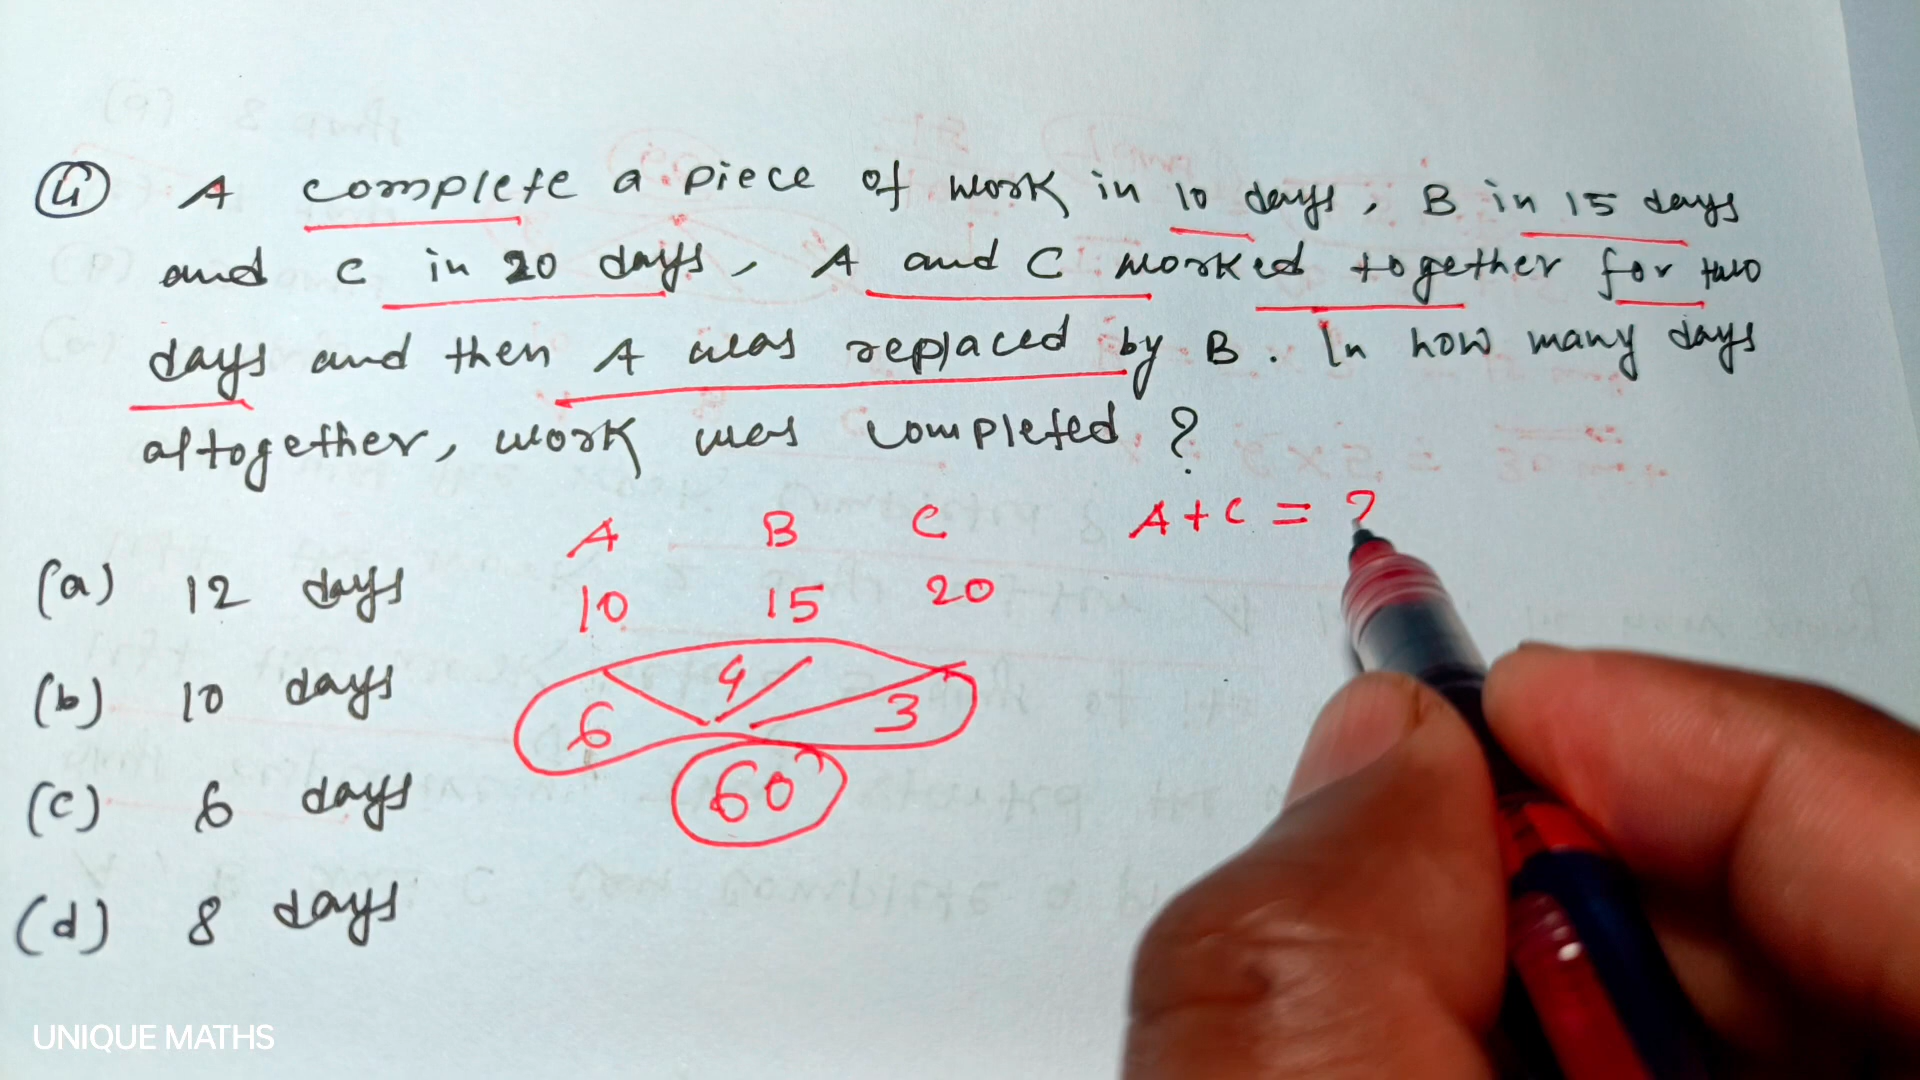 4 A complete a piece of work in 10 days, B in 15 days
and C in 20 days, A and C worked together for two
days and then A was replaced by B. In how many days
altogether, work was completed ?
A B C A+C = ?
10 15 20
(a) 12 days
(b) 10 days
(c) 6 days
(d) 8 days
6 4 3
60
UNIQUE MATHS